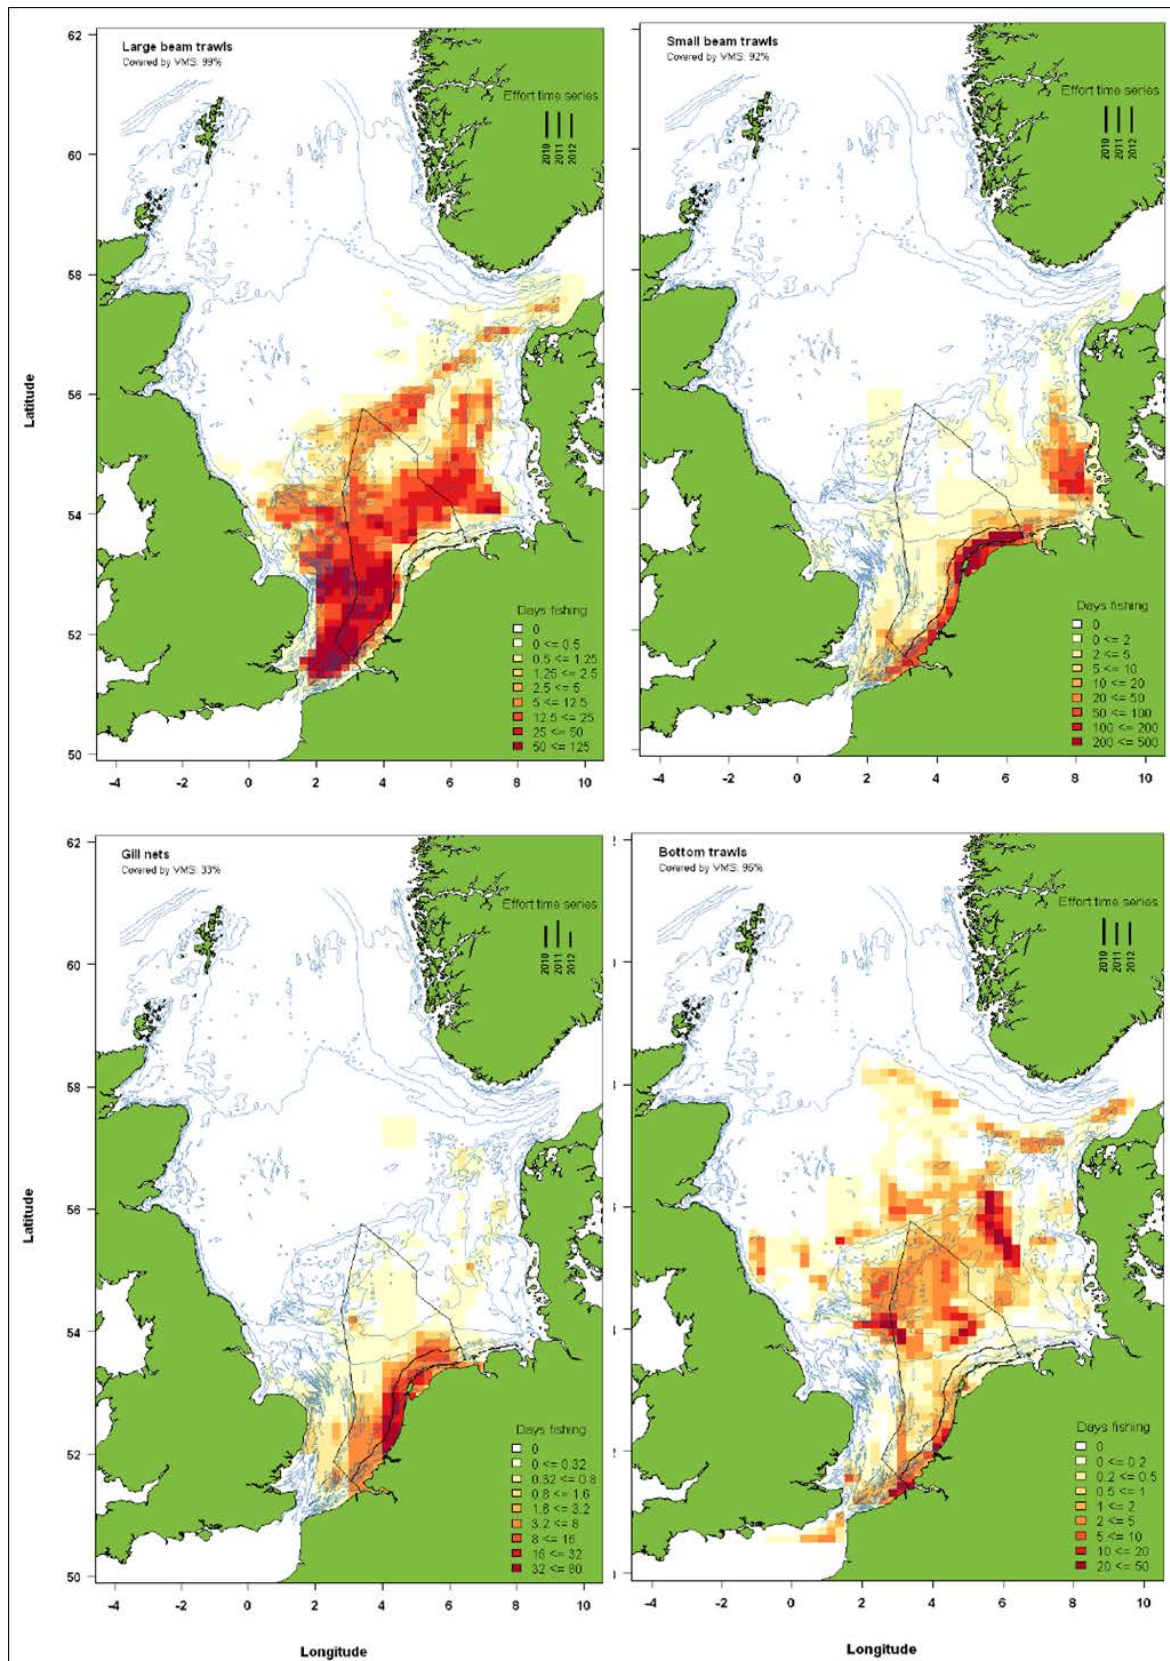 Large beam trawls
Covered by VMS: 99%
Effort time series
2010
2011
2012
Latitude
62
60
58
56
54
52
50
Days fishing
0
0 <= 0.5
0.5 <= 1.25
1.25 <= 2.5
2.5 <= 5
5 <= 12.5
12.5 <= 25
25 <= 50
50 <= 125
-4 -2 0 2 4 6 8 10
Small beam trawls
Covered by VMS: 92%
Effort time series
2010
2011
2012
Days fishing
0
0 <= 2
2 <= 5
5 <= 10
10 <= 20
20 <= 50
50 <= 100
100 <= 200
200 <= 500
-4 -2 0 2 4 6 8 10
Gill nets
Covered by VMS: 33%
Effort time series
2010
2011
2012
Latitude
62
60
58
56
54
52
50
Days fishing
0
0 <= 0.32
0.32 <= 0.8
0.8 <= 1.6
1.6 <= 3.2
3.2 <= 8
8 <= 16
16 <= 32
32 <= 80
-4 -2 0 2 4 6 8 10
Longitude
Bottom trawls
Effort time series
2010
2011
2012
2
0
8
6
4
2
0
Days fishing
0
0 <= 0.2
0.2 <= 0.5
0.5 <= 1
1 <= 2
2 <= 5
5 <= 10
10 <= 20
20 <= 50
-4 -2 0 2 4 6 8 10
Longitude